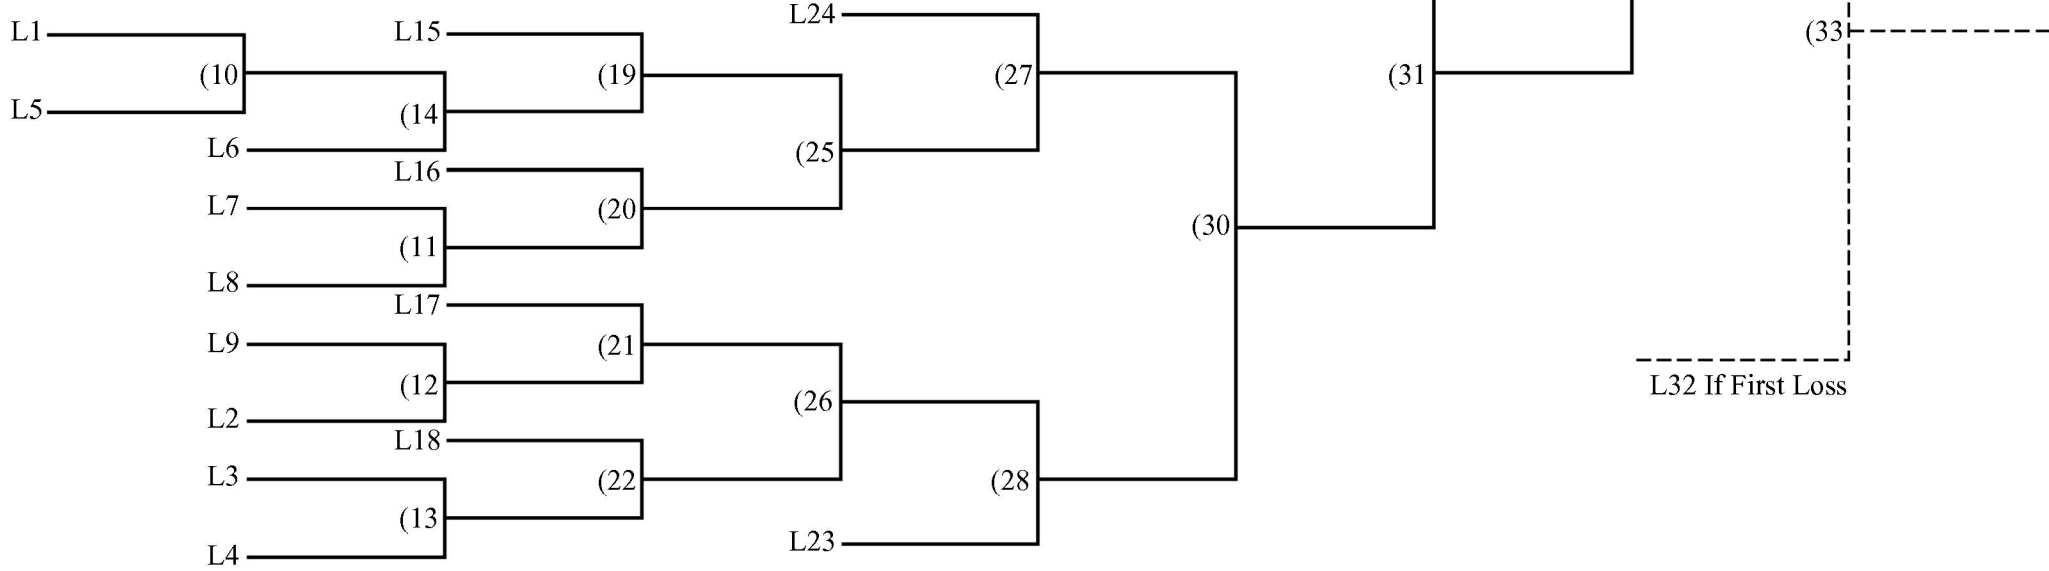 L1
L5
(10
L6
(14
L7
L8
(11
L9
L2
(12
L3
L4
(13
L15
(19
L16
(20
L17
(21
L18
(22
(25
(26
L24
(27
L23
(28
(30
(31
(33
L32 If First Loss